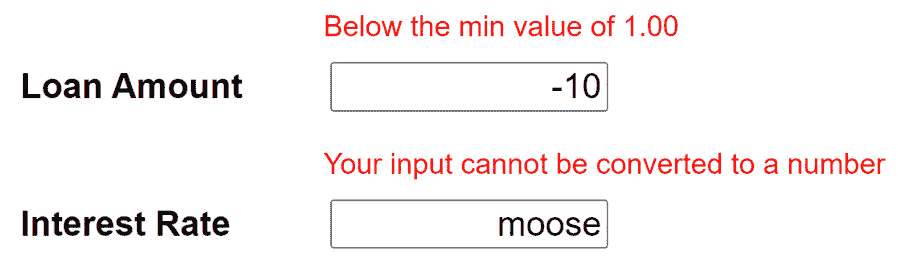 Below the min value of 1.00
Loan Amount -10
Your input cannot be converted to a number
Interest Rate moose